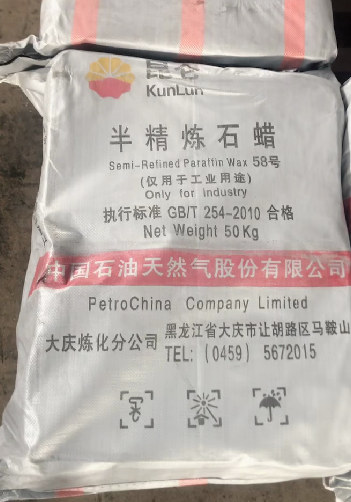 昆仑
KunLun
半精炼石蜡
Semi-Refined Paraffin Wax 58号
(仅用于工业用途)
Only for industry
执行标准 GB/T 254-2010 合格
Net Weight 50Kg
中国石油天然气股份有限公司
PetroChina Company Limited
大庆炼化分公司 黑龙江省大庆市让胡路区马鞍山
TEL: (0459) 5672015